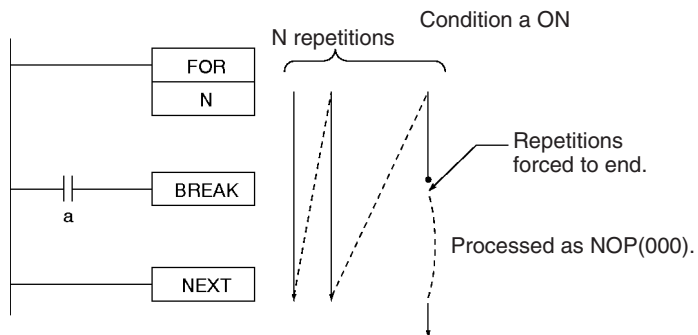 Condition a ON
N repetitions
FOR
N
Repetitions
forced to end.
BREAK
a
Processed as NOP(000).
NEXT